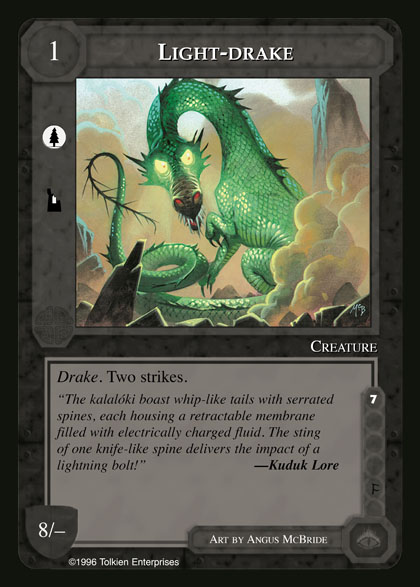 1
LIGHT-DRAKE
McB
CREATURE
Drake. Two strikes.
“The kalalóki boast whip-like tails with serrated
spines, each housing a retractable membrane
filled with electrically charged fluid. The sting
of one knife-like spine delivers the impact of a
lightning bolt!” —Kuduk Lore
7
8/–
ART BY ANGUS MCBRIDE
©1996 Tolkien Enterprises